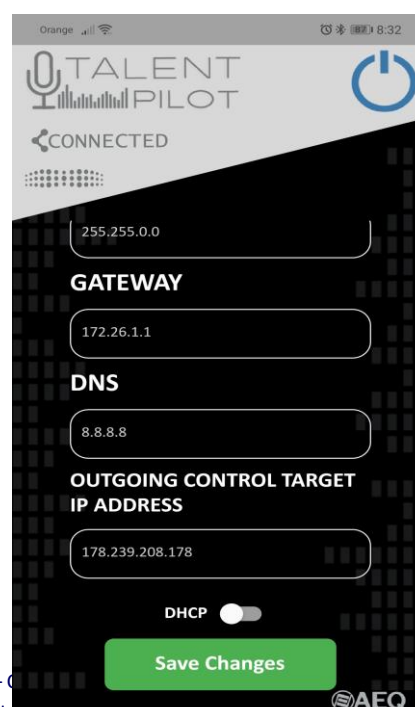 Orange 8:32
TALENT
PILOT
CONNECTED
255.255.0.0
GATEWAY
172.26.1.1
DNS
8.8.8.8
OUTGOING CONTROL TARGET
IP ADDRESS
178.239.208.178
DHCP
Save Changes
AEQ